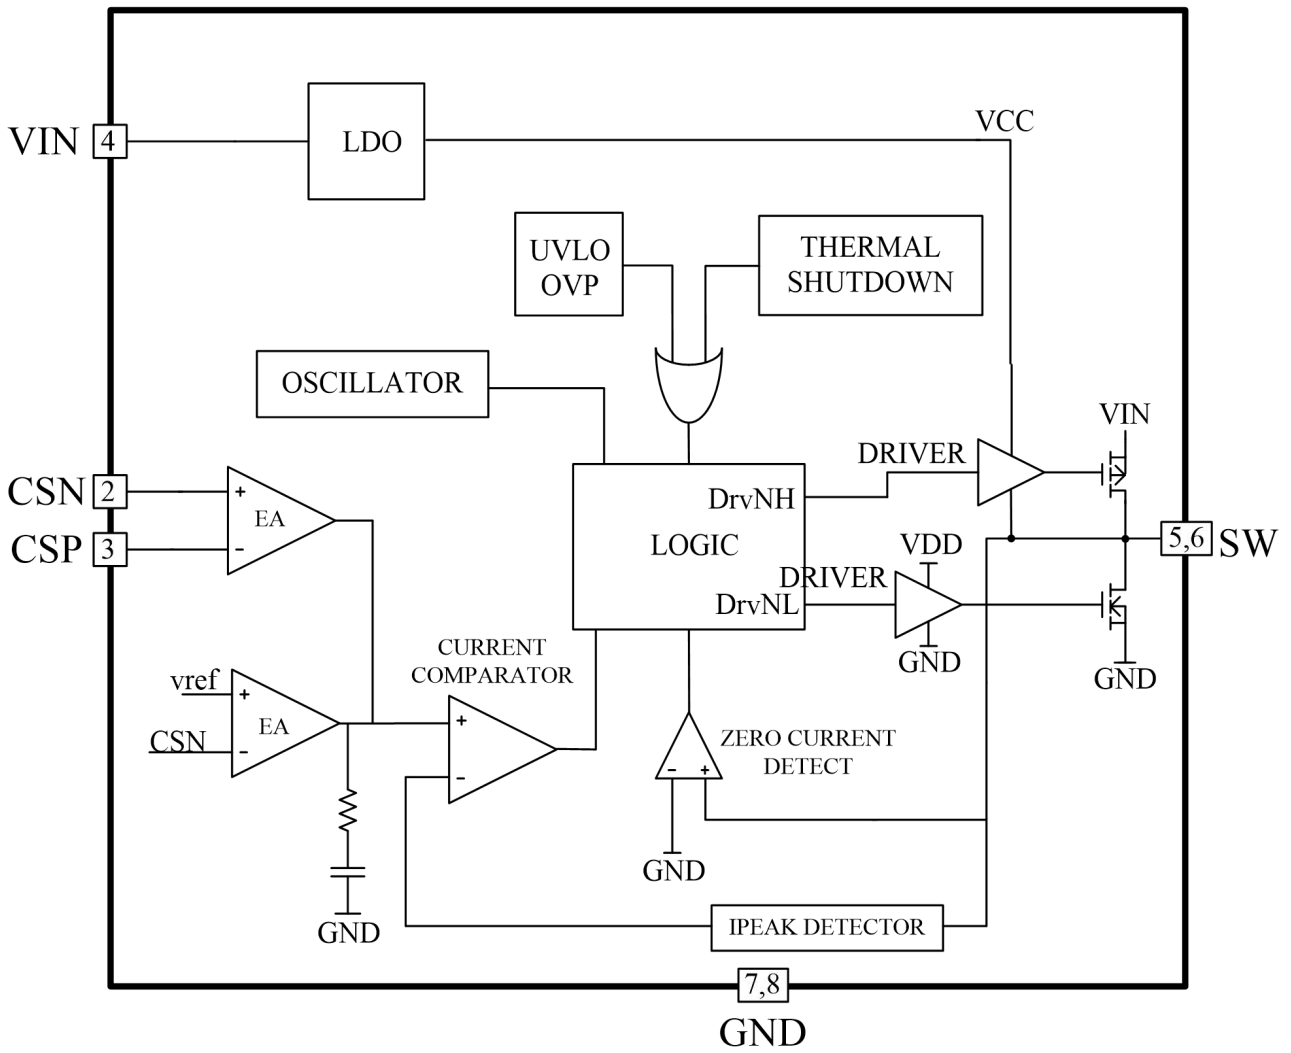 VIN 4
LDO
VCC
UVLO
OVP
THERMAL
SHUTDOWN
OSCILLATOR
VIN
DRIVER
CSN 2
+
EA
CSP 3
-
DrvNH
LOGIC
DrvNL
VDD
DRIVER
GND
5,6 SW
GND
CURRENT
COMPARATOR
vref
+
EA
CSN
-
+
-
ZERO CURRENT
DETECT
- +
GND
GND
IPEAK DETECTOR
7,8
GND